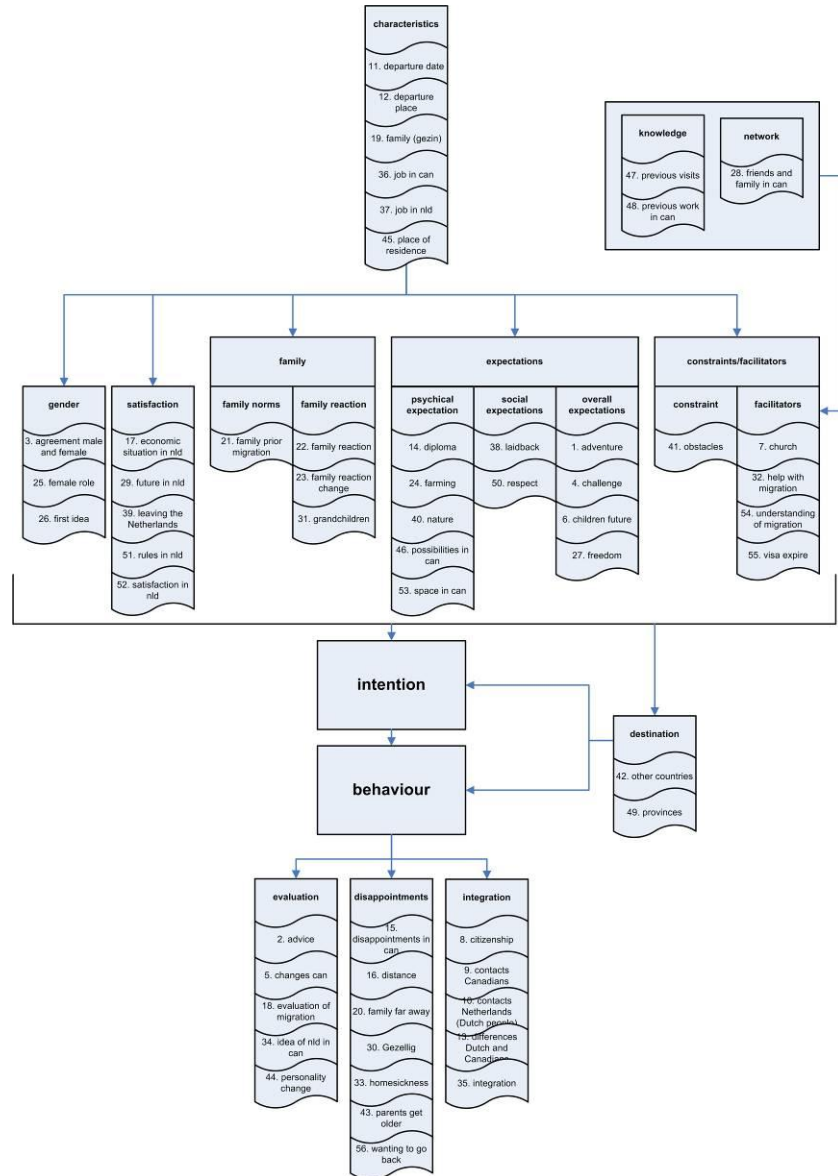 characteristics
11. departure date
12. departure
place
19. family (gezin)
36. job in can
37. job in nld
45. place of
residence
knowledge
47. previous visits
48. previous work
in can
network
28. friends and
family in can
gender
3. agreement male
and female
25. female role
26. first idea
satisfaction
17. economic
situation in nld
29. future in nld
39. leaving the
Netherlands
51. rules in nld
52. satisfaction in
nld
family
family norms
21. family prior
migration
family reaction
22. family reaction
23. family reaction
change
31. grandchildren
expectations
psychical
expectation
14. diploma
24. farming
40. nature
46. possibilities in
can
53. space in can
social
expectations
38. laidback
50. respect
overall
expectations
1. adventure
4. challenge
6. children future
27. freedom
constraints/facilitators
constraint
41. obstacles
facilitators
7. church
32. help with
migration
54. understanding
of migration
55. visa expire
intention
behaviour
destination
42. other countries
49. provinces
evaluation
2. advice
5. changes can
18. evaluation of
migration
34. idea of nld in
can
44. personality
change
disappointments
15.
disappointments in
can
16. distance
20. family far away
30. Gezellig
33. homesickness
43. parents get
older
56. wanting to go
back
integration
8. citizenship
9. contacts
Canadians
10. contacts
Netherlands
(Dutch people)
13. differences
Dutch and
Canadians
35. integration